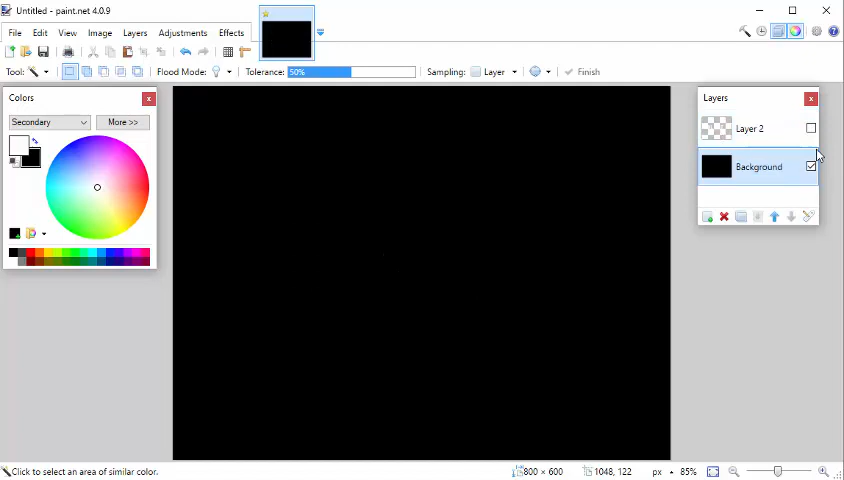 Untitled - paint.net 4.0.9
File Edit View Image Layers Adjustments Effects
Tool: Flood Mode: Tolerance: 50% Sampling: Layer Finish
Colors
Secondary More >>
Layers
Layer 2
Background
Click to select an area of similar color. 800 × 600 1048, 122 px 85%